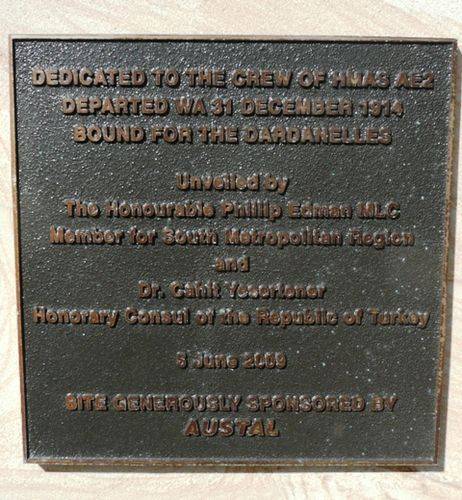 DEDICATED TO THE CREW OF HMAS AE2
DEPARTED WA 31 DECEMBER 1914
BOUND FOR THE DARDANELLES
Unveiled by
The Honourable Phillip Edman MLC
Member for South Metropolitan Region
and
Dr. Cahit
Honorary Consul of the Republic of Turkey
June 2009
SITE GENEROUSLY SPONSORED BY
AUSTAL